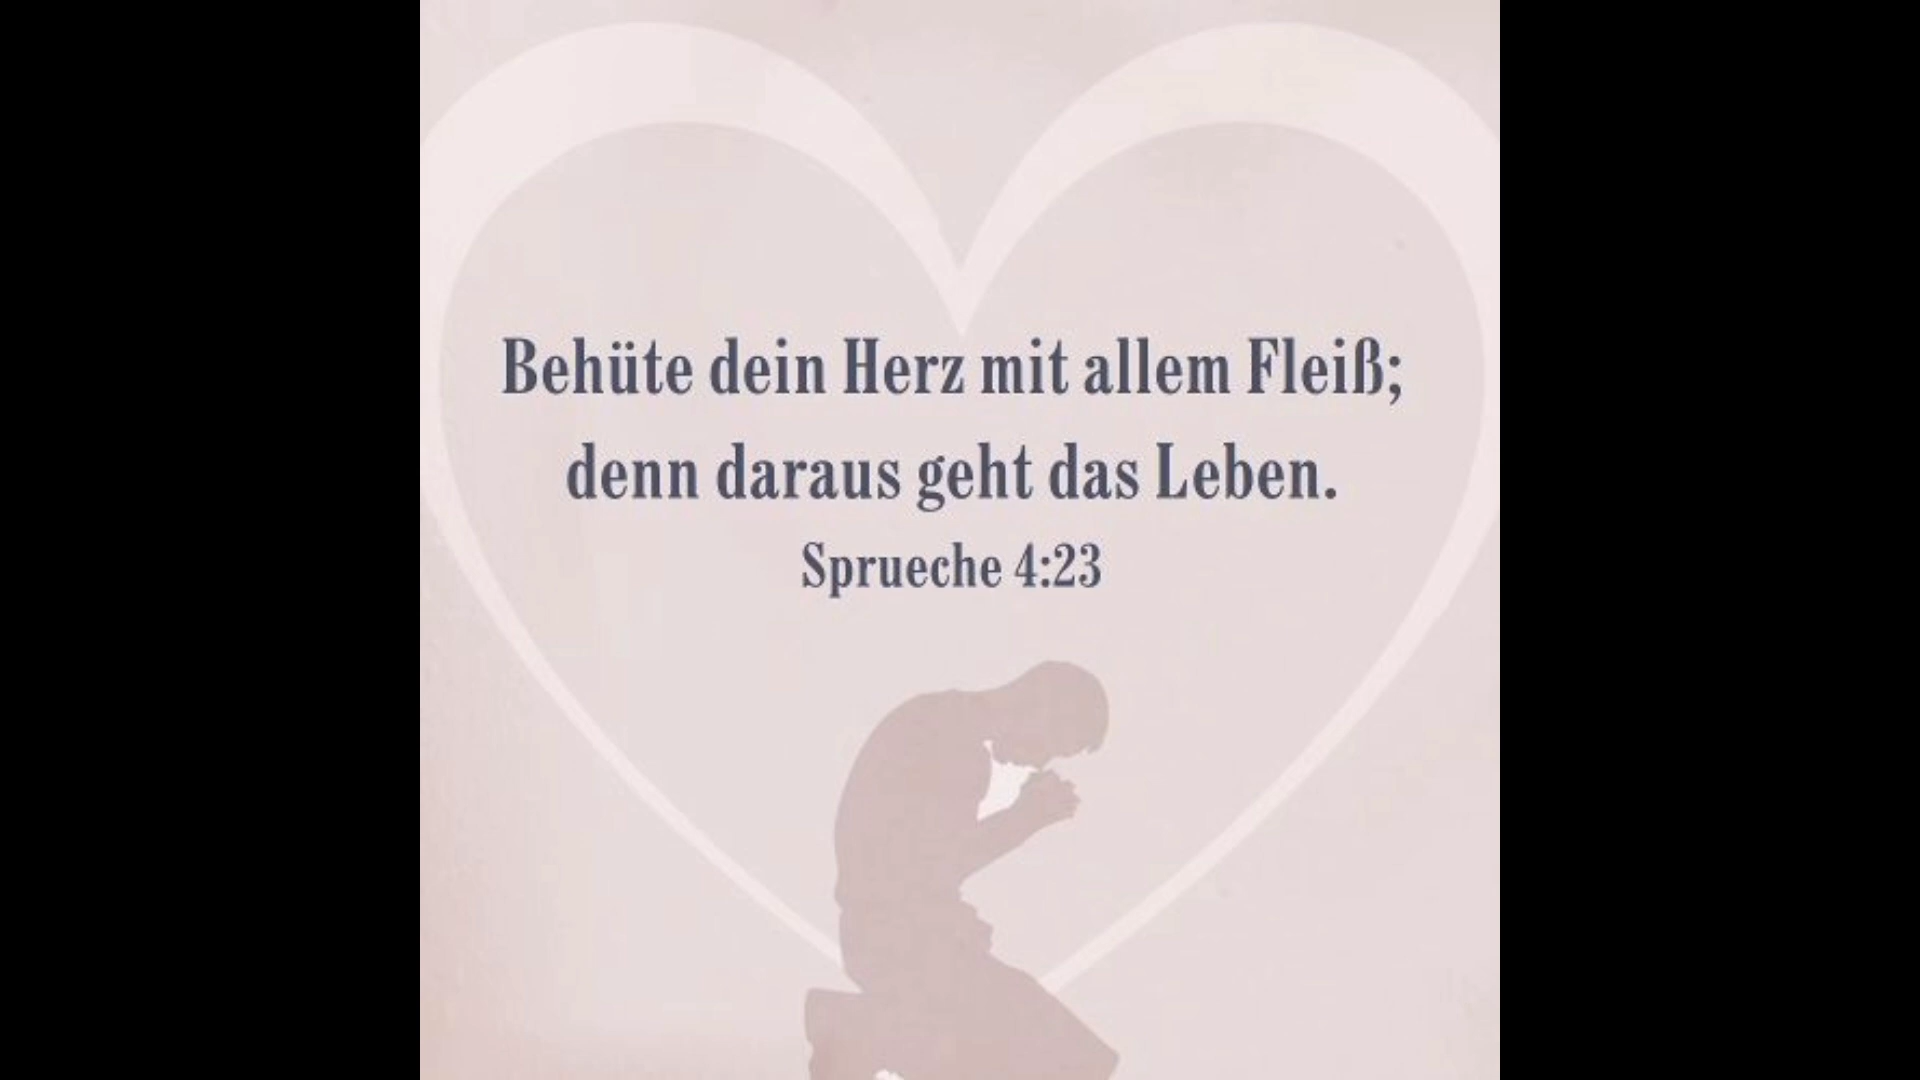 Behüte dein Herz mit allem Fleiß;
denn daraus geht das Leben.
Sprueche 4:23